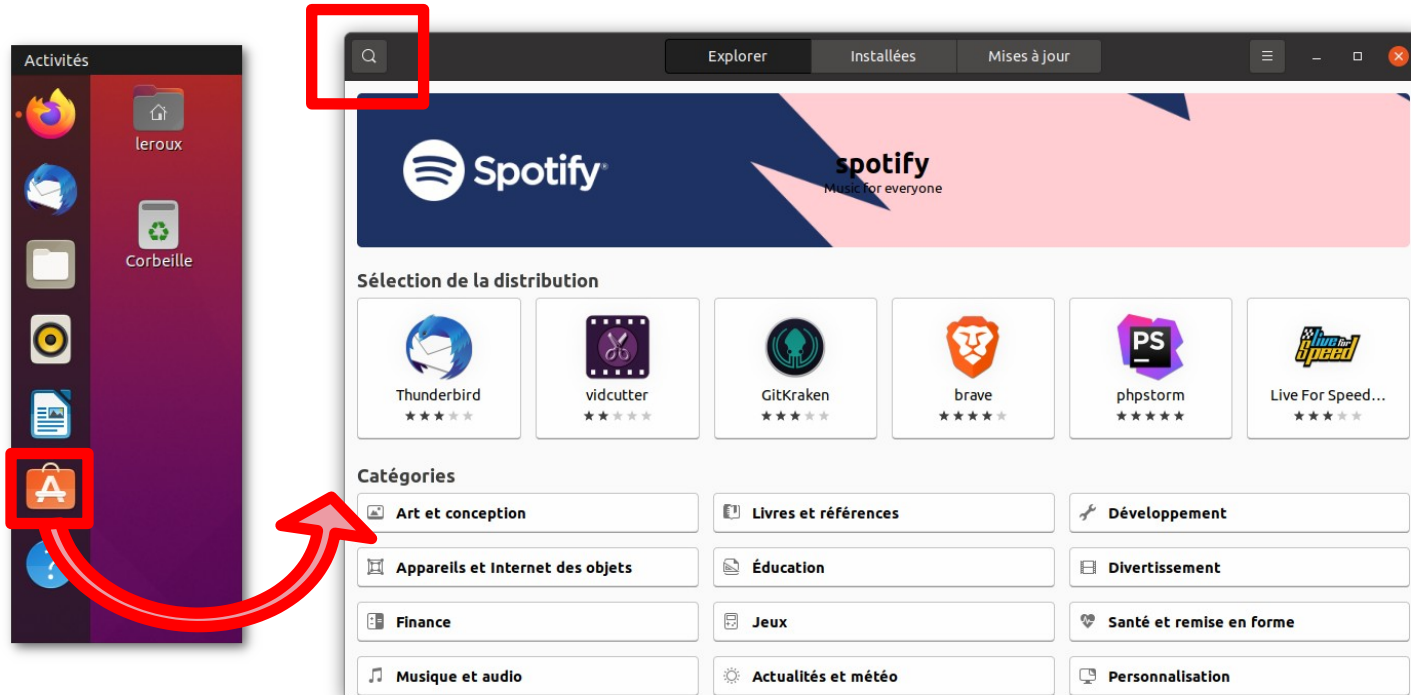 Activités
leroux
Corbeille
Explorer
Installées
Mises à jour
Spotify
spotify
Music for everyone
Sélection de la distribution
Thunderbird
vidcutter
GitKraken
brave
PS
phpstorm
live for
speed
Live For Speed...
Catégories
Art et conception
Livres et références
Développement
Appareils et Internet des objets
Éducation
Divertissement
Finance
Jeux
Santé et remise en forme
Musique et audio
Actualités et météo
Personnalisation